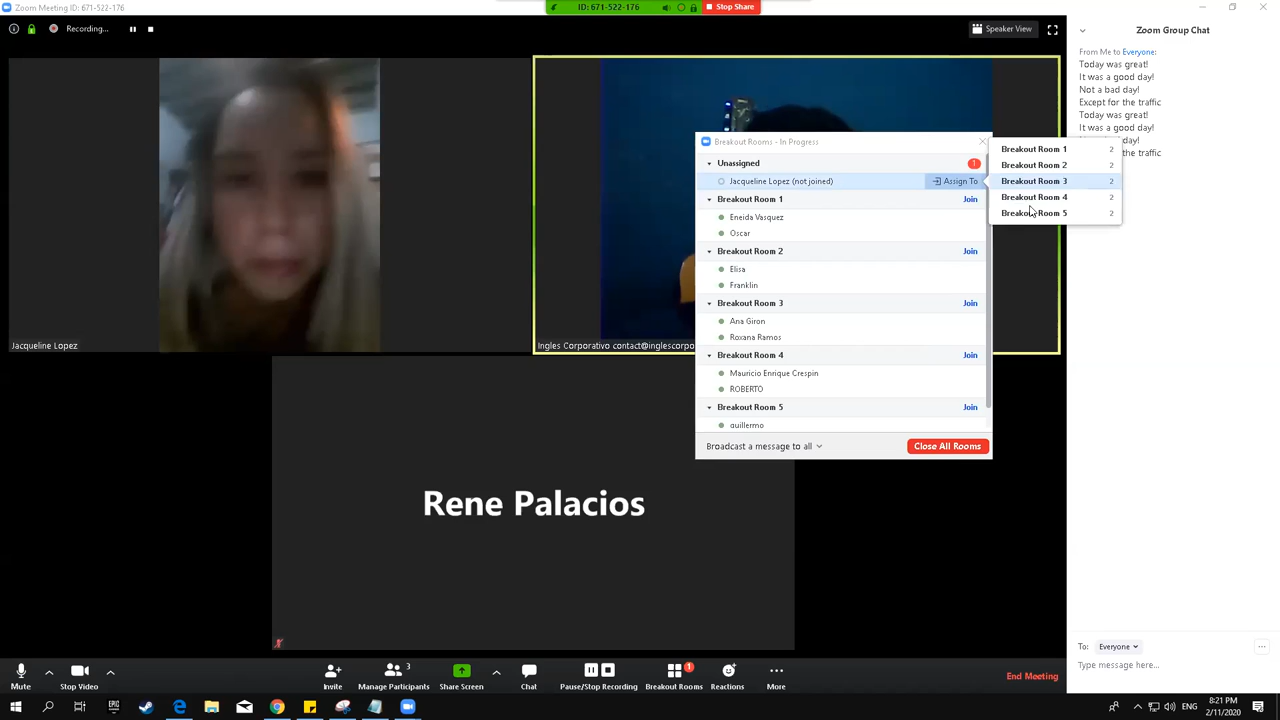 Zoom Meeting ID: 671-522-176
ID: 671-522-176
Stop Share
Recording...
Speaker View
Zoom Group Chat
From Me to Everyone:
Today was great!
It was a good day!
Not a bad day!
Except for the traffic
Today was great!
It was a good day!
bad day!
the traffic
Jacqueline Lopez
Ingles Corporativo contact@inglescorpo
Breakout Rooms - In Progress
Unassigned 1
Jacqueline Lopez (not joined) Assign To
Breakout Room 1 Join
Eneida Vasquez
Oscar
Breakout Room 2 Join
Elisa
Franklin
Breakout Room 3 Join
Ana Giron
Roxana Ramos
Breakout Room 4 Join
Mauricio Enrique Crespin
ROBERTO
Breakout Room 5 Join
guillermo
Broadcast a message to all
Close All Rooms
Breakout Room 1 2
Breakout Room 2 2
Breakout Room 3 2
Breakout Room 4 2
Breakout Room 5 2
Rene Palacios
To: Everyone
Type message here...
Mute
Stop Video
Invite
Manage Participants 3
Share Screen
Chat
Pause/Stop Recording
Breakout Rooms 1
Reactions
More
End Meeting
EPIC
GAMES
ENG
8:21 PM
2/11/2020